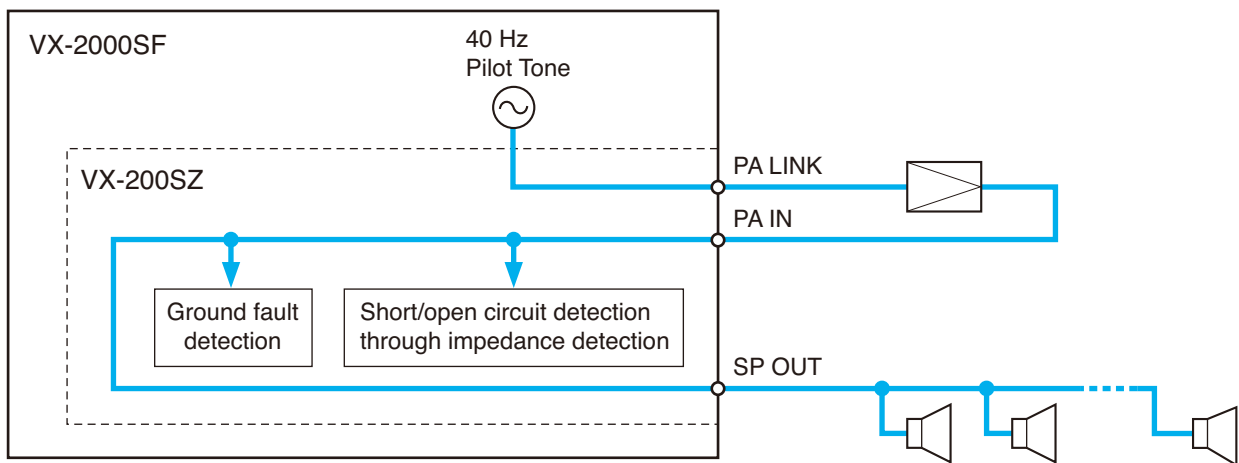 VX-2000SF
40 Hz
Pilot Tone
VX-200SZ
PA LINK
PA IN
Ground fault
detection
Short/open circuit detection
through impedance detection
SP OUT